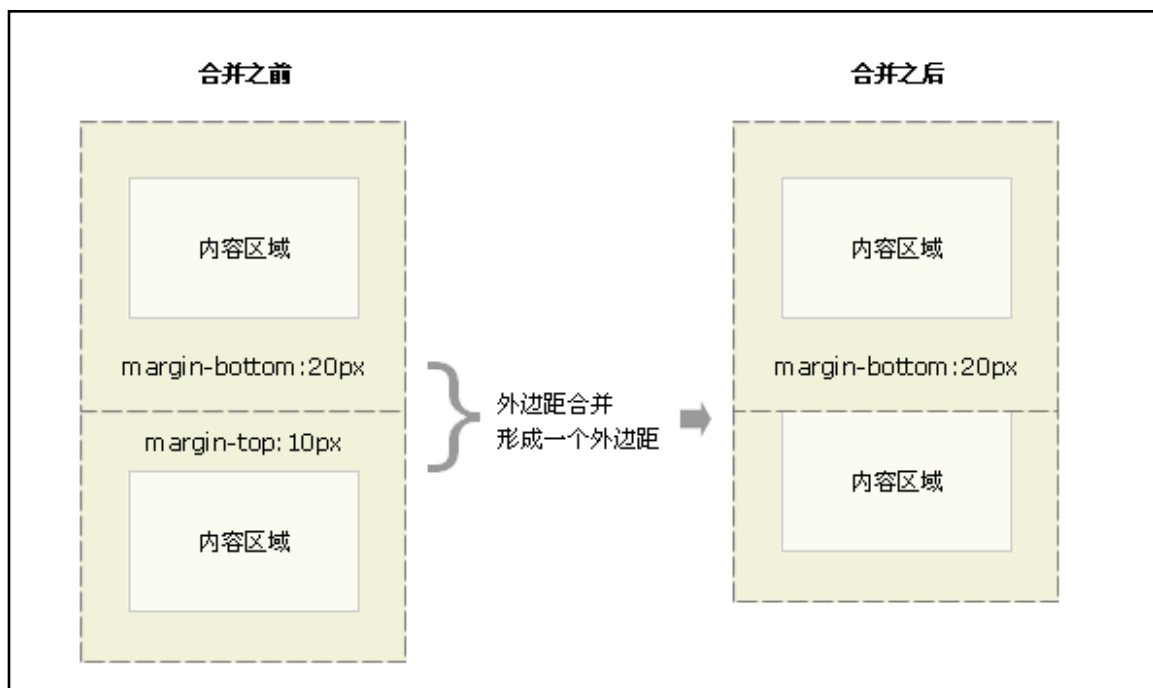 合并之前
合并之后
内容区域
内容区域
margin-bottom:20px
margin-bottom:20px
外边距合并
形成一个外边距
margin-top:10px
内容区域
内容区域